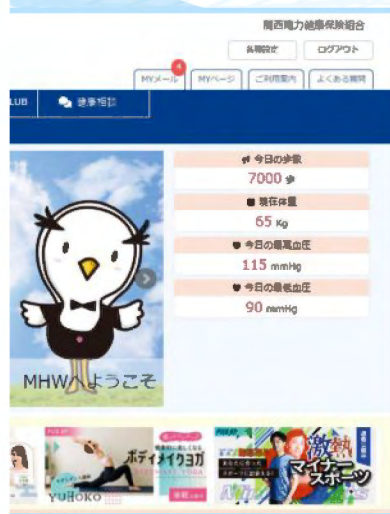 関西電力健康保険組合
各種設定
ログアウト
4
MYメール
MYページ
ご利用案内
よくある質問
LUB
健康相談
今日の歩数
7000 歩
現在体重
65 Kg
今日の最高血圧
115 mmHg
今日の最低血圧
90 mmHg
MHWへようこそ
ボディメイクヨガ
YUHOKO
激熱
マイナースポーツ